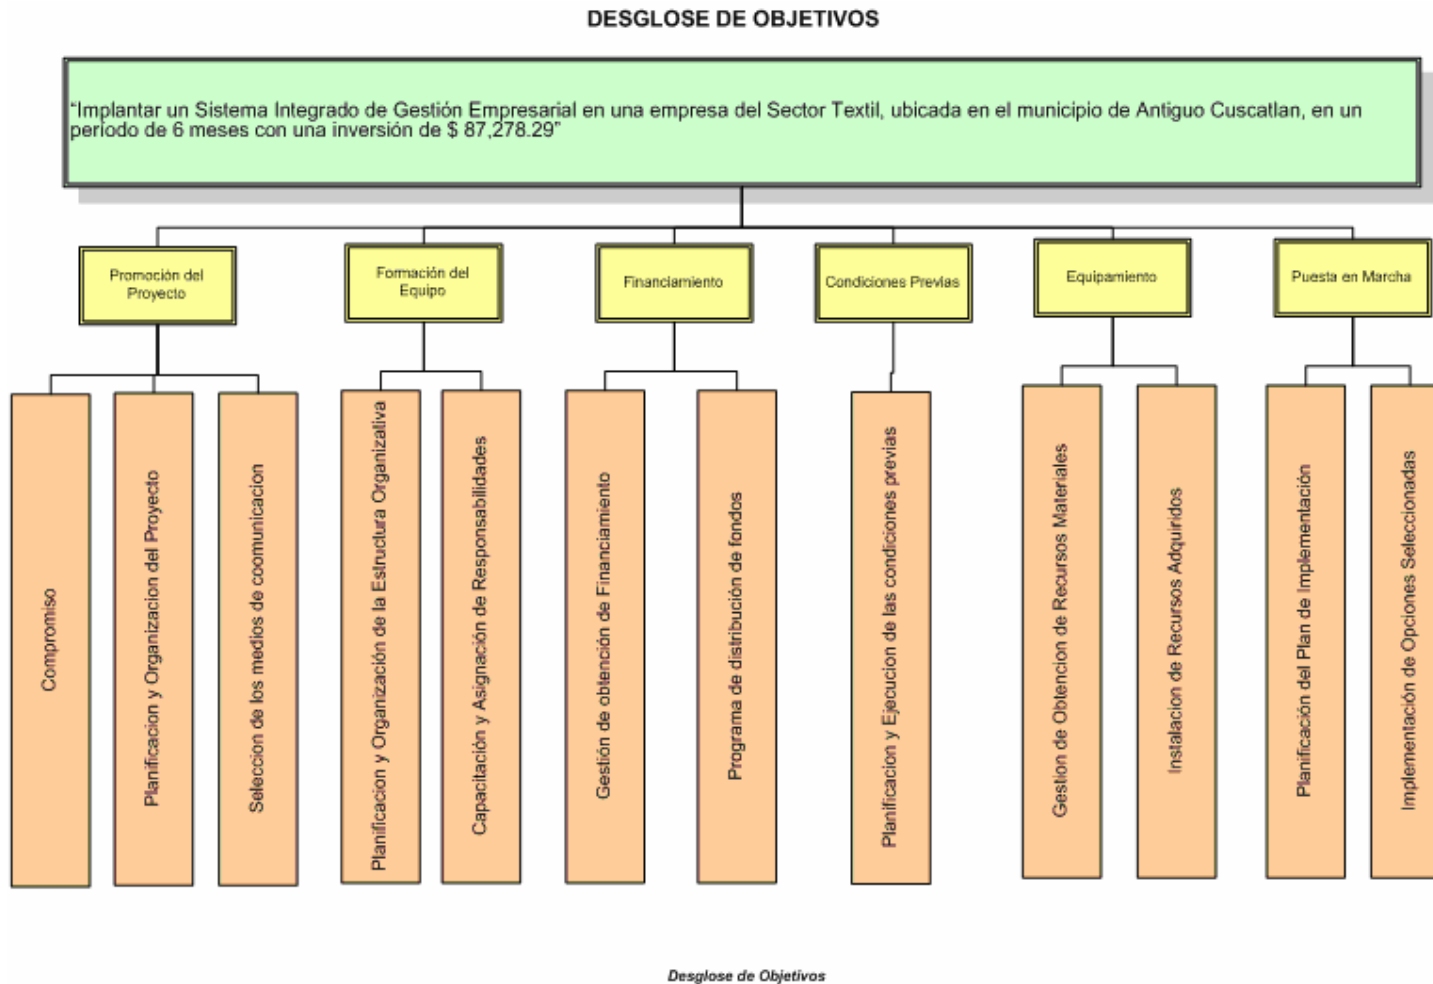 DESGLOSE DE OBJETIVOS
“Implantar un Sistema Integrado de Gestión Empresarial en una empresa del Sector Textil, ubicada en el municipio de Antiguo Cuscatlan, en un
período de 6 meses con una inversión de $ 87,278.29”
Promoción del
Proyecto
Formación del
Equipo
Financiamiento
Condiciones Previas
Equipamiento
Puesta en Marcha
Compromiso
Planificacion y Organizacion del Proyecto
Seleccion de los medios de coomunicacion
Planificacion y Organización de la Estructura Organizativa
Capacitación y Asignación de Responsabilidades
Gestión de obtención de Financiamiento
Programa de distribución de fondos
Planificacion y Ejecucion de las condiciones previas
Gestion de Obtencion de Recursos Materiales
Instalacion de Recursos Adquiridos
Planificación del Plan de Implementación
Implementación de Opciones Seleccionadas
Desglose de Objetivos